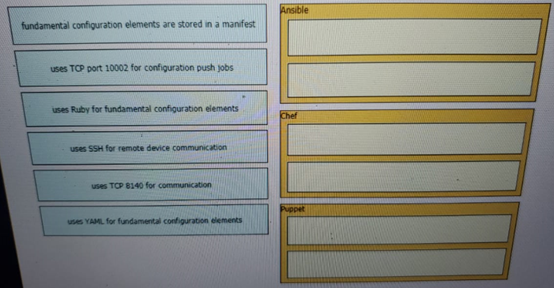 fundamental configuration elements are stored in a manifest
uses TCP port 10002 for configuration push jobs
uses Ruby for fundamental configuration elements
uses SSH for remote device communication
uses TCP 8140 for communication
uses YAML for fundamental configuration elements
Ansible
Chef
Puppet